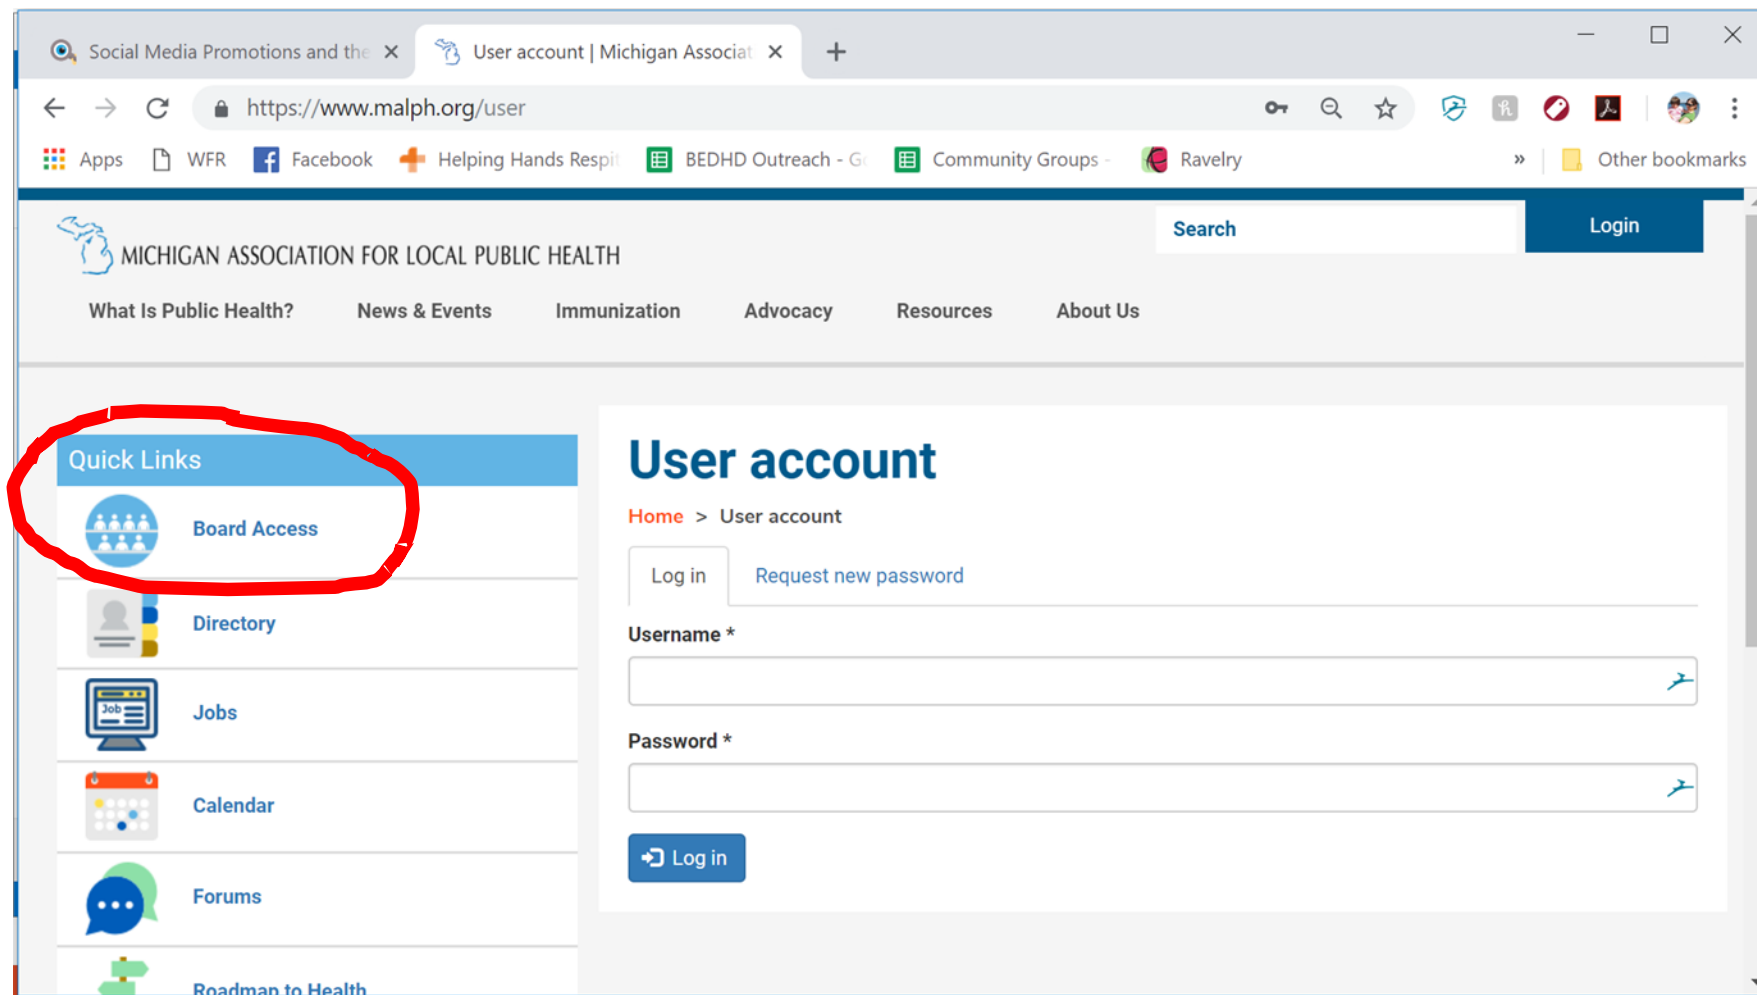 Social Media Promotions and the
User account | Michigan Associat
https://www.malph.org/user
Apps WFR Facebook Helping Hands Respit BEDHD Outreach - Go Community Groups - Ravelry » Other bookmarks
MICHIGAN ASSOCIATION FOR LOCAL PUBLIC HEALTH
Search
Login
What Is Public Health? News & Events Immunization Advocacy Resources About Us
Quick Links
Board Access
Directory
Job
Jobs
Calendar
Forums
Roadmap to Health
User account
Home > User account
Log in Request new password
Username *
Password *
Log in